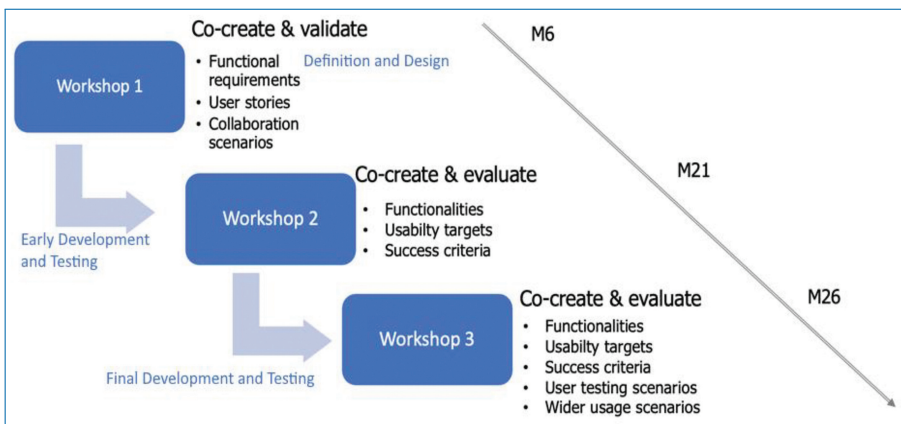 Co-create & validate
M6
Workshop 1
• Functional
requirements
• User stories
• Collaboration
scenarios
Definition and Design
M21
Co-create & evaluate
Workshop 2
• Functionalities
• Usabilty targets
• Success criteria
Early Development
and Testing
M26
Co-create & evaluate
Workshop 3
• Functionalities
• Usabilty targets
• Success criteria
• User testing scenarios
• Wider usage scenarios
Final Development and Testing